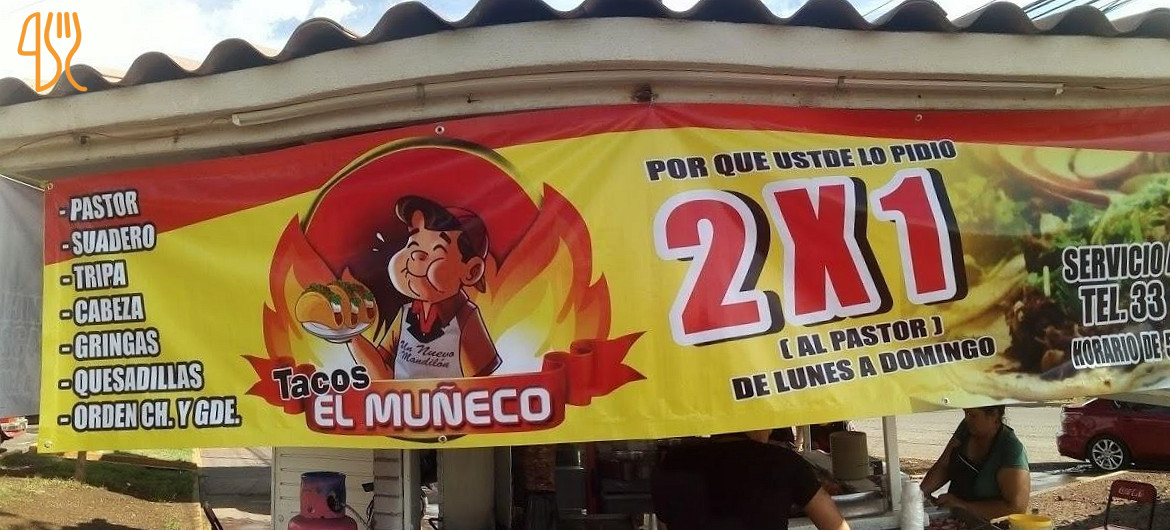 - PASTOR
- SUADERO
- TRIPA
- CABEZA
- GRINGAS
- QUESADILLAS
- ORDEN CH. Y GDE.
Un Nuevo
Mandilón
Tacos
EL MUÑECO
POR QUE USTDE LO PIDIO
2X1
( AL PASTOR )
DE LUNES A DOMINGO
SERVICIO
TEL. 33
HORARIO DE